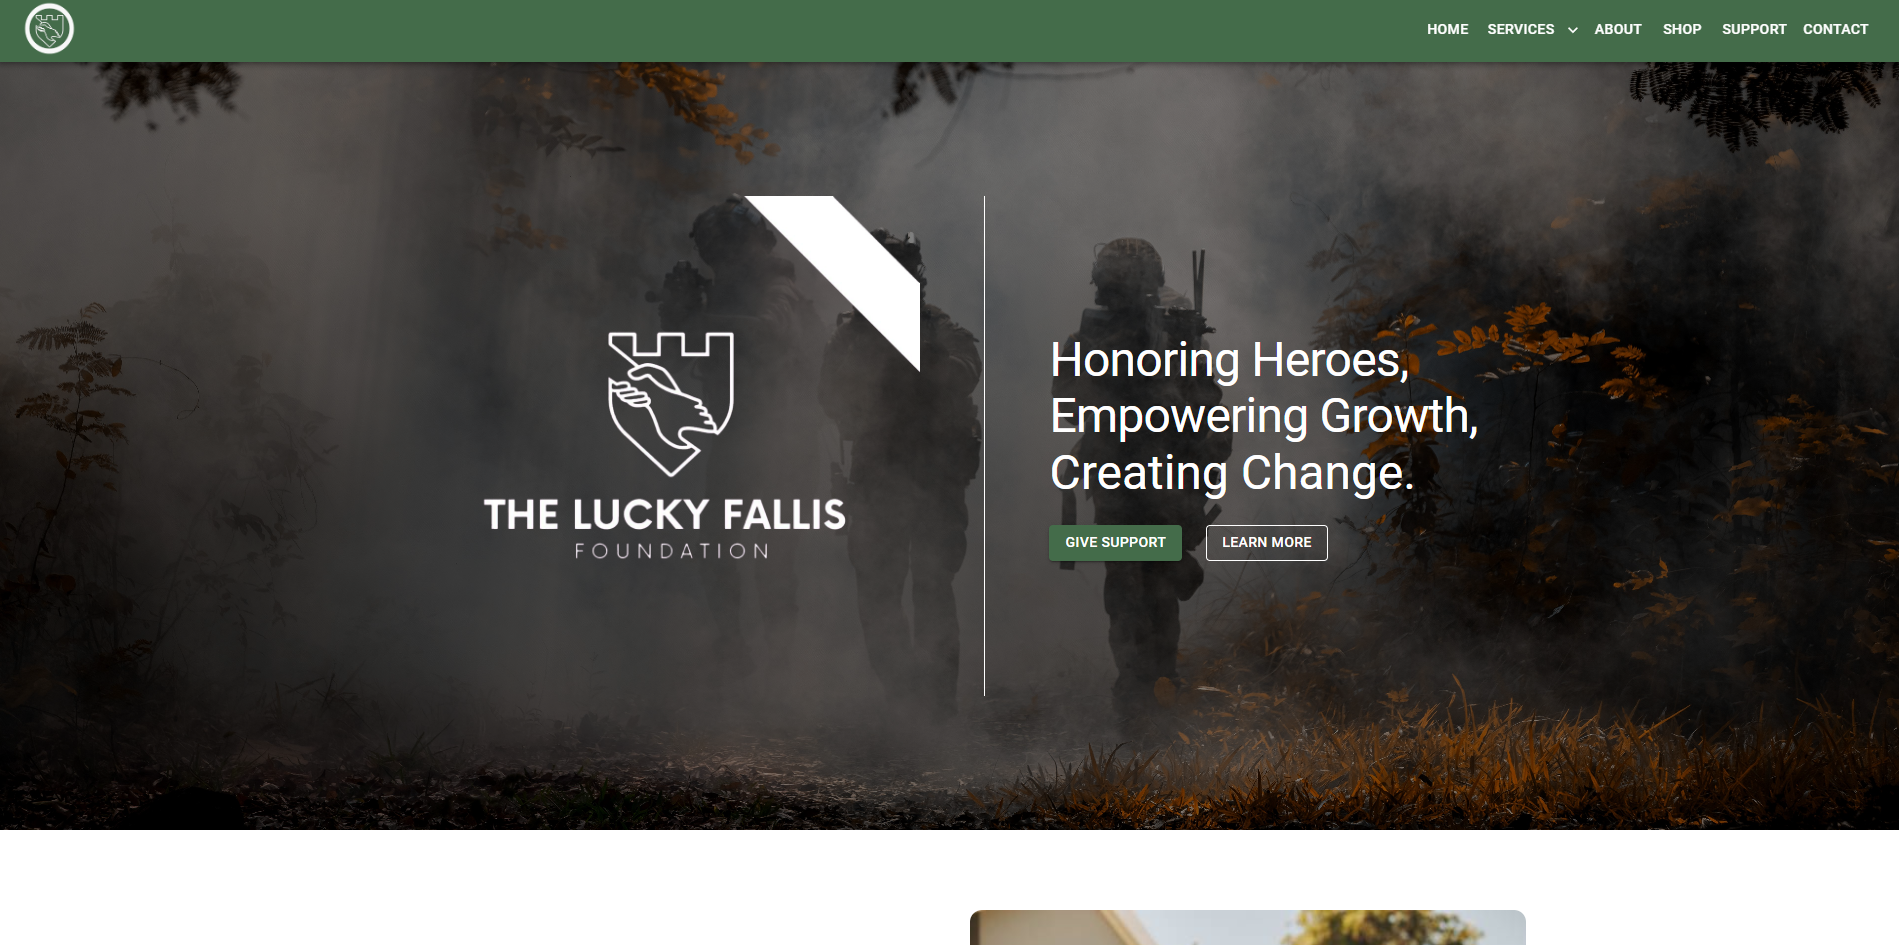 HOME SERVICES ABOUT SHOP SUPPORT CONTACT
THE LUCKY FALLIS
FOUNDATION
Honoring Heroes,
Empowering Growth,
Creating Change.
GIVE SUPPORT LEARN MORE